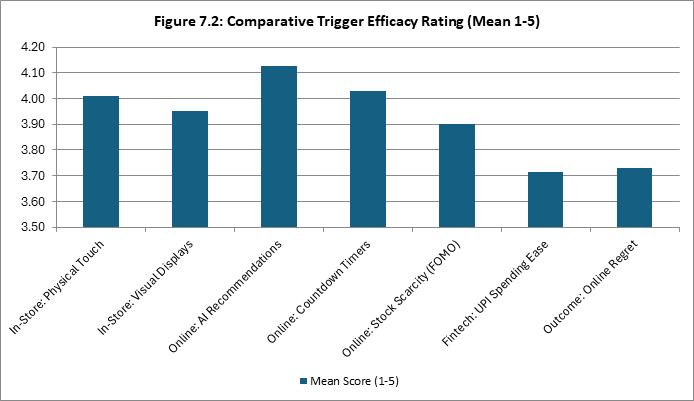 Figure 7.2: Comparative Trigger Efficacy Rating (Mean 1-5)
4.20
4.10
4.00
3.90
3.80
3.70
3.60
3.50
In-Store: Physical Touch
In-Store: Visual Displays
Online: AI Recommendations
Online: Countdown Timers
Online: Stock Scarcity (FOMO)
Fintech: UPI Spending Ease
Outcome: Online Regret
Mean Score (1-5)